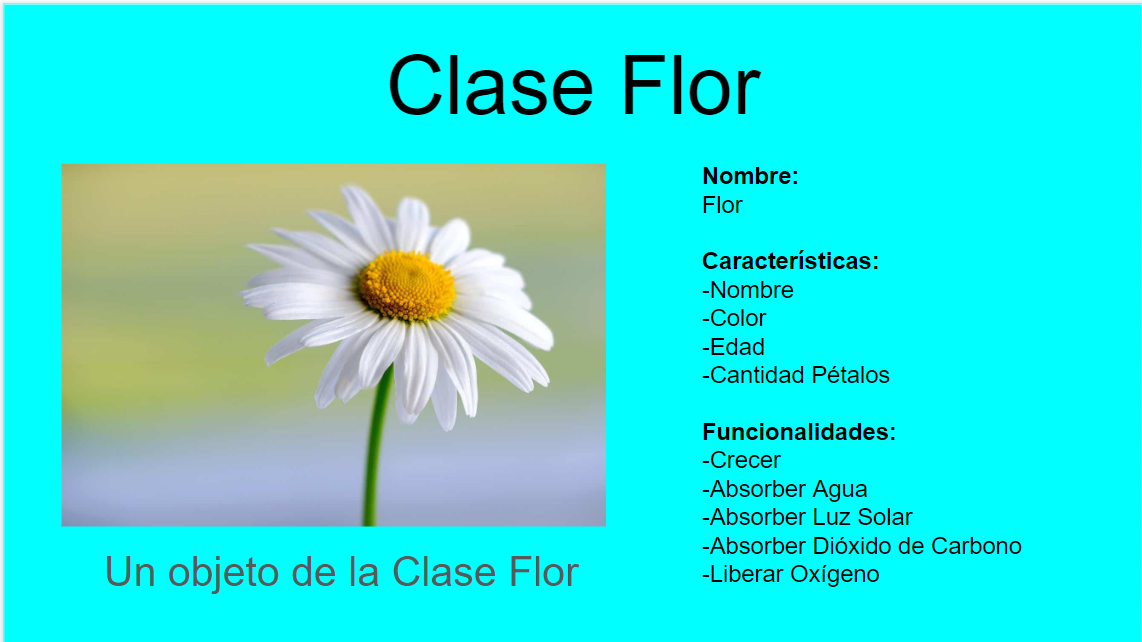 Clase Flor
Nombre:
Flor
Características:
-Nombre
-Color
-Edad
-Cantidad Pétalos
Funcionalidades:
-Crecer
-Absorber Agua
-Absorber Luz Solar
-Absorber Dióxido de Carbono
-Liberar Oxígeno
Un objeto de la Clase Flor